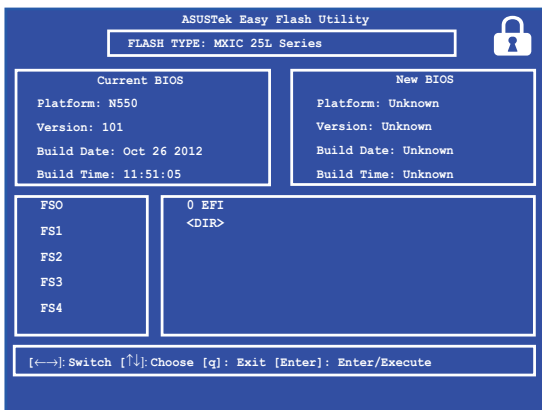 ASUSTek Easy Flash Utility
FLASH TYPE: MXIC 25L Series
Current BIOS
Platform: N550
Version: 101
Build Date: Oct 26 2012
Build Time: 11:51:05
New BIOS
Platform: Unknown
Version: Unknown
Build Date: Unknown
Build Time: Unknown
FSO
FS1
FS2
FS3
FS4
0 EFI
<DIR>
[←→]: Switch [↑↓]: Choose [q]: Exit [Enter]: Enter/Execute